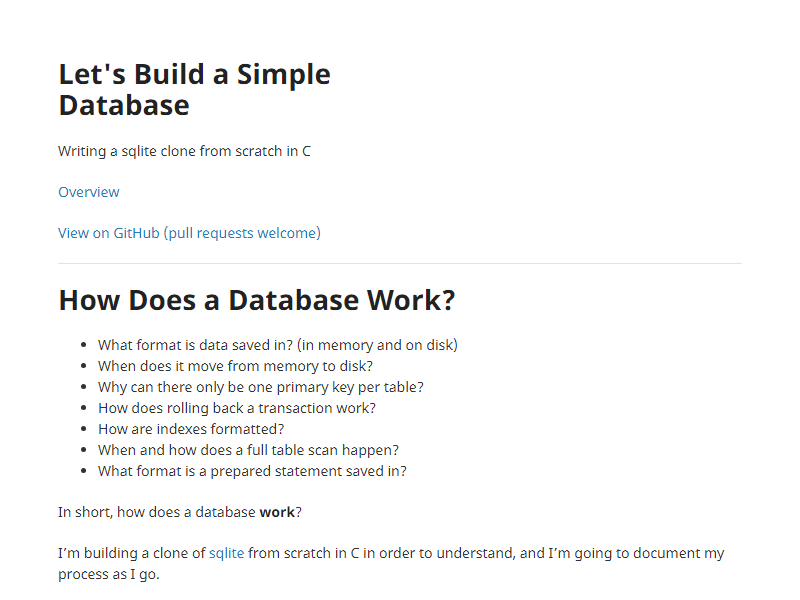 Let's Build a Simple
Database
Writing a sqlite clone from scratch in C
Overview
View on GitHub (pull requests welcome)
How Does a Database Work?
• What format is data saved in? (in memory and on disk)
• When does it move from memory to disk?
• Why can there only be one primary key per table?
• How does rolling back a transaction work?
• How are indexes formatted?
• When and how does a full table scan happen?
• What format is a prepared statement saved in?
In short, how does a database work?
I’m building a clone of sqlite from scratch in C in order to understand, and I’m going to document my
process as I go.